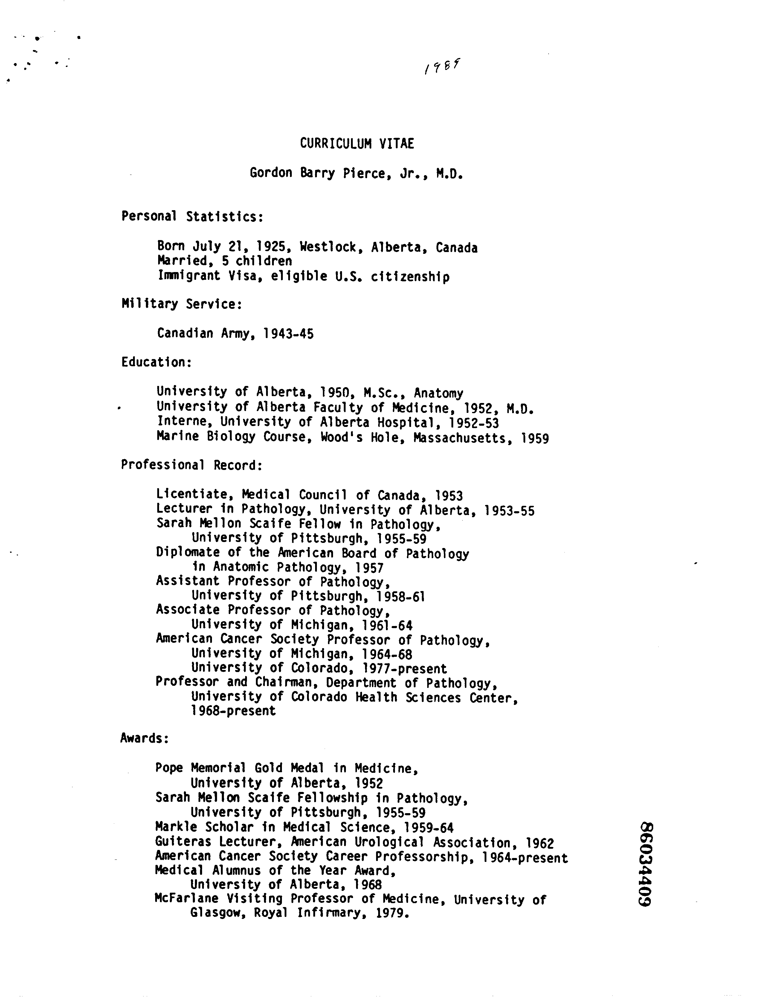 1989
CURRICULUM VITAE
Gordon Barry Pierce, Jr., M.D.
Personal Statistics:
Born July 21, 1925, Westlock, Alberta, Canada
Married, 5 children
Immigrant Visa, eligible U.S. citizenship
Military Service:
Canadian Army, 1943-45
Education:
University of Alberta, 1950, M.Sc., Anatomy
University of Alberta Faculty of Medicine, 1952, M.D.
Interne, University of Alberta Hospital, 1952-53
Marine Biology Course, Wood's Hole, Massachusetts, 1959
Professional Record:
Licentiate, Medical Council of Canada, 1953
Lecturer in Pathology, University of Alberta, 1953-55
Sarah Mellon Scaife Fellow in Pathology,
University of Pittsburgh, 1955-59
Diplomate of the American Board of Pathology
in Anatomic Pathology, 1957
Assistant Professor of Pathology,
University of Pittsburgh, 1958-61
Associate Professor of Pathology,
University of Michigan, 1961-64
American Cancer Society Professor of Pathology,
University of Michigan, 1964-68
University of Colorado, 1977-present
Professor and Chairman, Department of Pathology,
University of Colorado Health Sciences Center,
1968-present
Awards:
Pope Memorial Gold Medal in Medicine,
University of Alberta, 1952
Sarah Mellon Scaife Fellowship in Pathology,
University of Pittsburgh, 1955-59
Markle Scholar in Medical Science, 1959-64
Guiteras Lecturer, American Urological Association, 1962
American Cancer Society Career Professorship, 1964-present
Medical Alumnus of the Year Award,
University of Alberta, 1968
McFarlane Visiting Professor of Medicine, University of
Glasgow, Royal Infirmary, 1979.
86034409